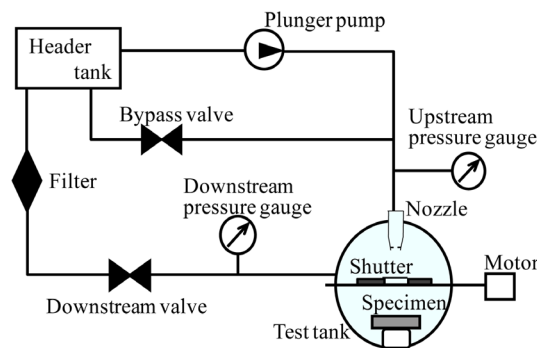 Plunger pump
Header
tank
Bypass valve
Upstream
pressure gauge
Filter
Downstream
pressure gauge
Nozzle
Shutter
Motor
Specimen
Downstream valve
Test tank